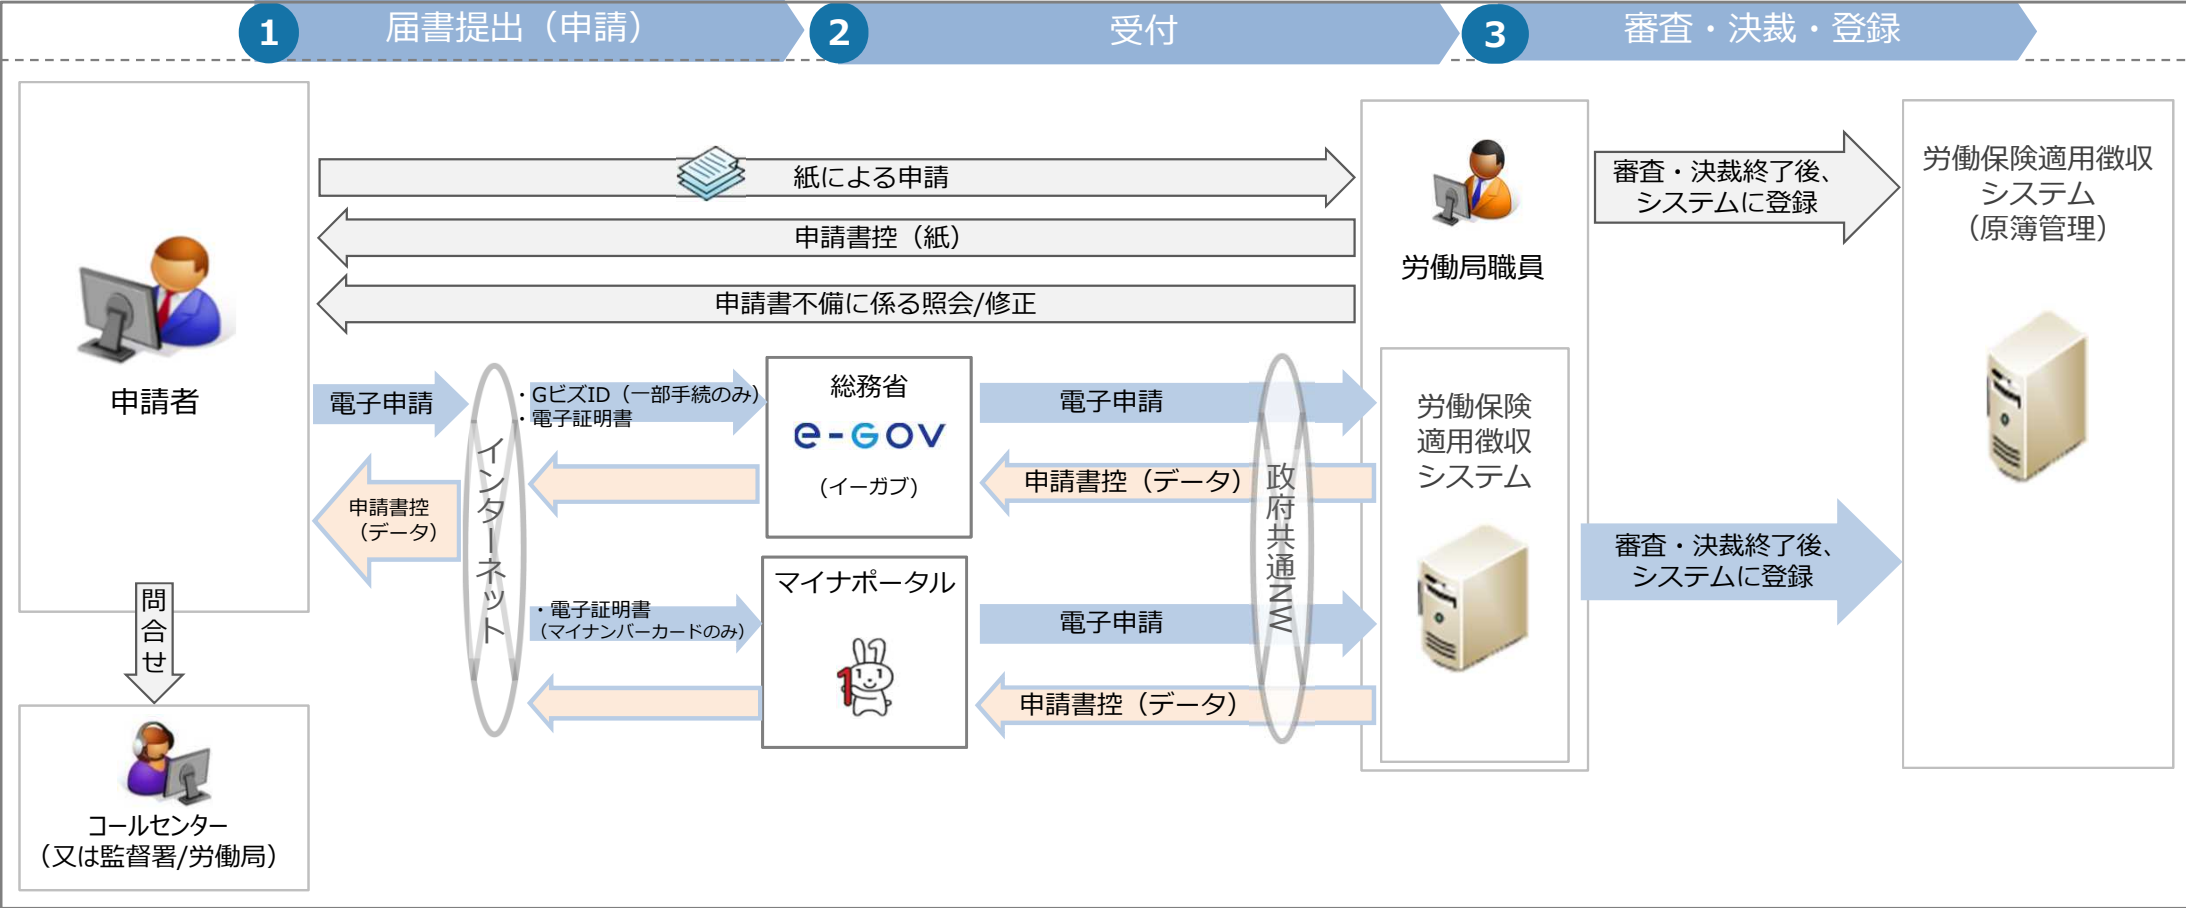 1
届書提出（申請）
2
受付
3
審査・決裁・登録
紙による申請
申請書控（紙）
申請書不備に係る照会/修正
申請者
労働局職員
審査・決裁終了後、
システムに登録
労働保険適用徴収
システム
（原簿管理）
電子申請
インターネット
・GビズID（一部手続のみ）
・電子証明書
総務省
e-GOV
（イーガブ）
電子申請
政府共通NW
労働保険
適用徴収
システム
申請書控
（データ）
申請書控（データ）
審査・決裁終了後、
システムに登録
・電子証明書
（マイナンバーカードのみ）
マイナポータル
1
電子申請
申請書控（データ）
問合せ
コールセンター
（又は監督署/労働局）